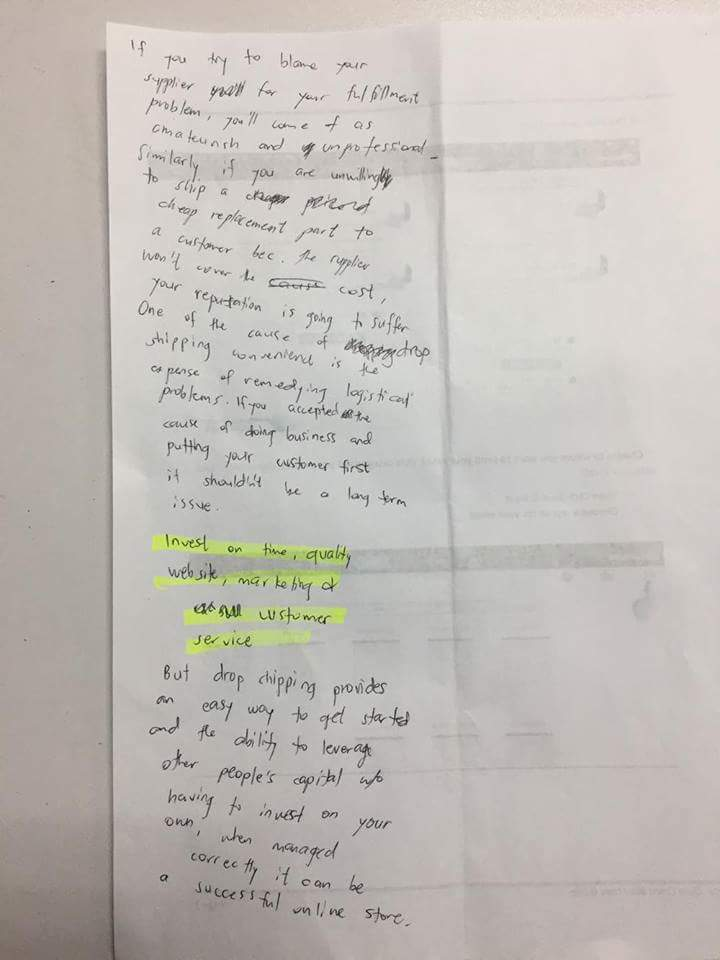 If
you try to blame your
supplier for your fulfillment
problem, you'll come f as
amateurish and unprofessional.
Similarly if you are unwilling
to ship a
cheap replacement part to
a customer bec. the supplier
won't cover the cost,
your reputation is going to suffer
One of the cause of drop
shipping convenience is the
expense of remedying logistical
problems. If you accepted the
cause of doing business and
putting your customer first
it shouldn't be a long term
issue.
Invest on time, quality
website, marketing &
customer
service
But drop chipping provides
an easy way to get started
and the ability to leverage
other people's capital w/o
having to invest on your
own, when managed
correctly it can be
a successful online store.